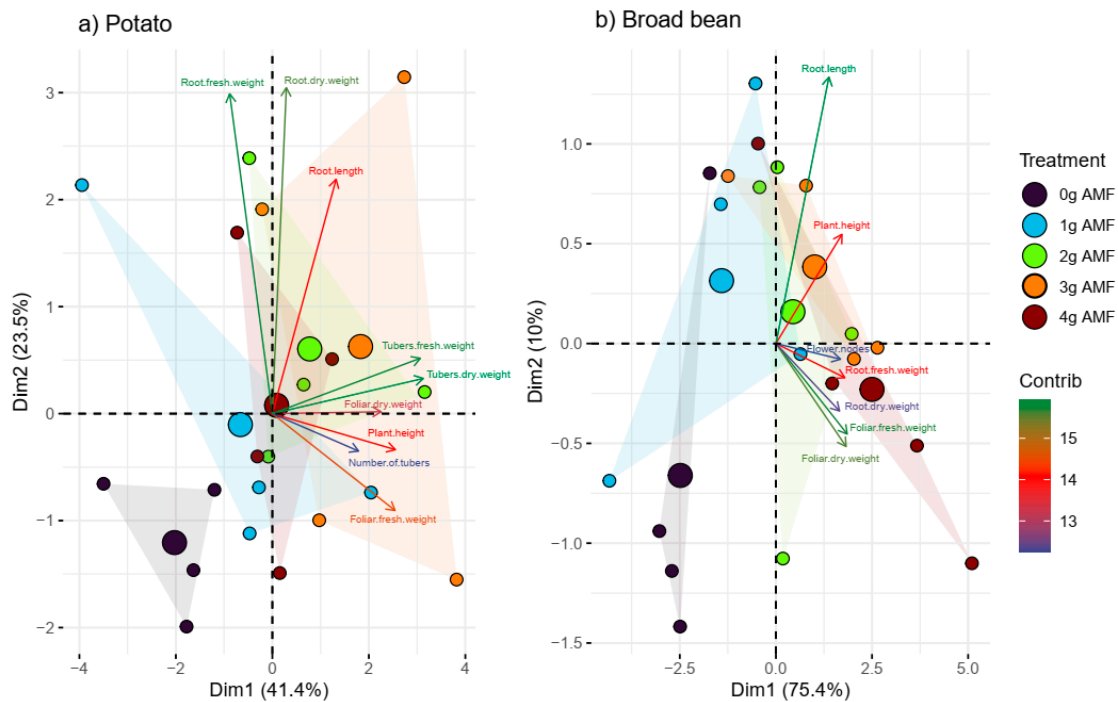 a) Potato
b) Broad bean
Dim2 (23.5%)
3
2
1
0
−1
−2
Root.fresh.weight
Root.dry.weight
Root.length
Tubers.fresh.weight
Tubers.dry.weight
Foliar.dry.weight
Plant.height
Number.of.tubers
Foliar.fresh.weight
−4
−2
0
2
4
Dim1 (41.4%)
Dim2 (10%)
1.0
0.5
0.0
−0.5
−1.0
−1.5
Root.length
Plant.height
Flower.nodes
Root.fresh.weight
Root.dry.weight
Foliar.fresh.weight
Foliar.dry.weight
−2.5
0.0
2.5
5.0
Dim1 (75.4%)
Treatment
0g AMF
1g AMF
2g AMF
3g AMF
4g AMF
Contrib
15
14
13